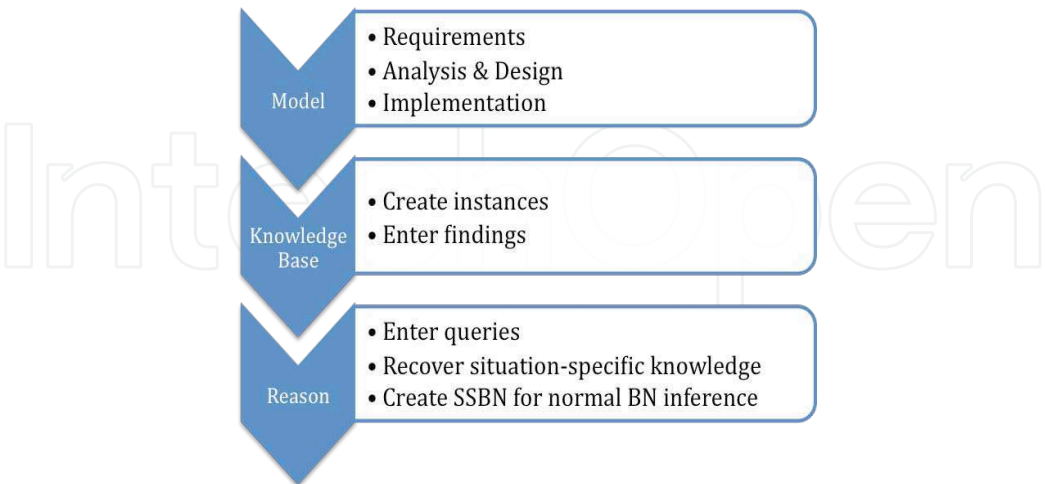 Model
• Requirements
• Analysis & Design
• Implementation
Knowledge
Base
• Create instances
• Enter findings
Reason
• Enter queries
• Recover situation-specific knowledge
• Create SSBN for normal BN inference
IntechOpen